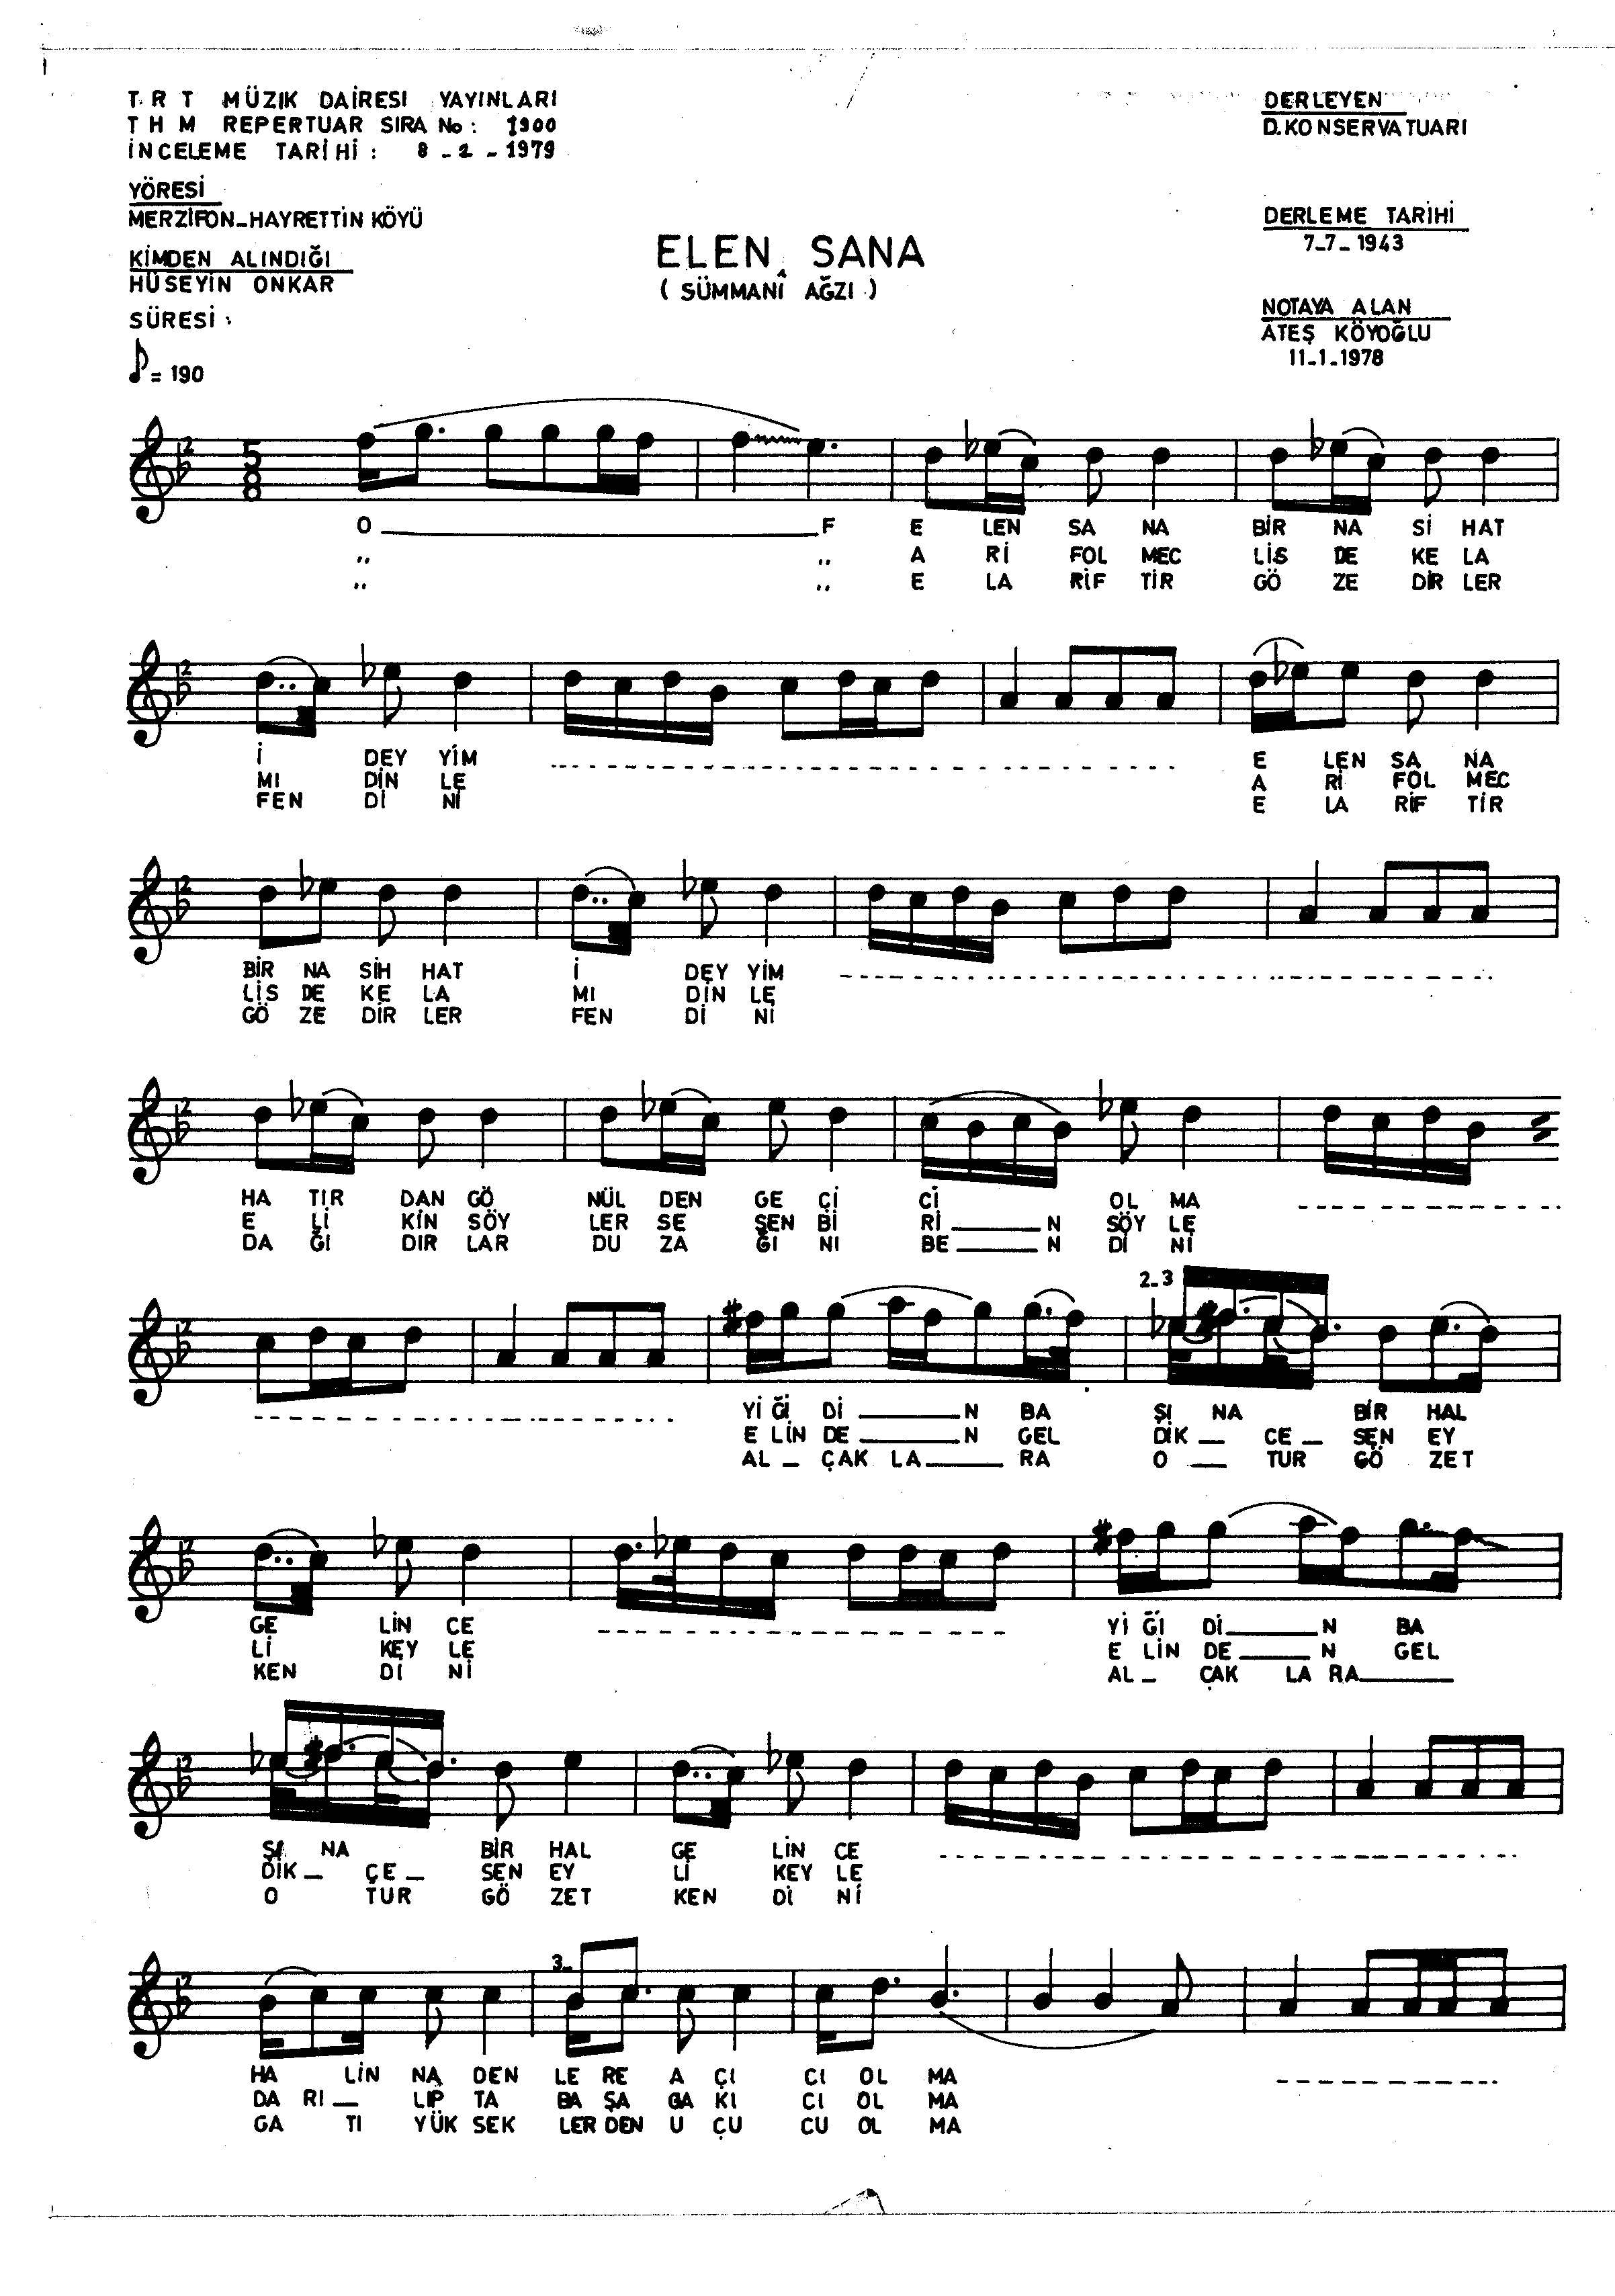 T R T MÜZIK DAİRESI YAYINLARI
T H M REPERTUAR SIRA No : 1900
İNCELEME TARİHİ : 8 - 2 - 1979
DERLEYEN
D.KONSERVATUARI
YÖRESİ
MERZİFON-HAYRETTİN KÖYÜ
DERLEME TARİHİ
7-7-1943
KİMDEN ALINDIĞI
HÜSEYİN ONKAR
ELEN SANA
( SÜMMANÎ AĞZI )
SÜRESİ :
NOTAYA ALAN
ATEŞ KÖYOĞLU
11-1-1978
= 190
O F E LEN SA NA BİR NA Sİ HAT
,, ,, A Rİ FOL MEC LİS DE KE LA
,, ,, E LA RİF TİR GÖ ZE DİR LER
İ DEY YİM E LEN SA NA
MI DİN LE A Rİ FOL MEC
FEN Dİ Nİ E LA RİF TİR
BİR NA SİH HAT İ DEY YİM
LİS DE KE LA MI DİN LE
GÖ ZE DİR LER FEN Dİ Nİ
HA TIR DAN GÖ NÜL DEN GE Çİ Cİ OL MA
E Lİ KİN SÖY LER SE ŞEN Bİ Rİ N SÖY LE
DA ĞI DIR LAR DU ZA ĞI NI BE N Dİ Nİ
2-3
Yİ Ğİ Dİ N BA ŞI NA BİR HAL
E LİN DE N GEL DİK - CE - SEN EY
AL - ÇAK LA RA O TUR GÖ ZET
GE LİN CE Yİ Ğİ Dİ N BA
Lİ KEY LE E LİN DE N GEL
KEN Dİ Nİ AL - ÇAK LA RA
ŞI NA BİR HAL GE LİN CE
DİK - ÇE - SEN EY Lİ KEY LE
O TUR GÖ ZET KEN Dİ Nİ
3-
HA LİN NA DEN LE RE A ÇI CI OL MA
DA RI - LIP TA BA ŞA GA KI CI OL MA
GA TI YÜK SEK LER DEN U ÇU CU OL MA